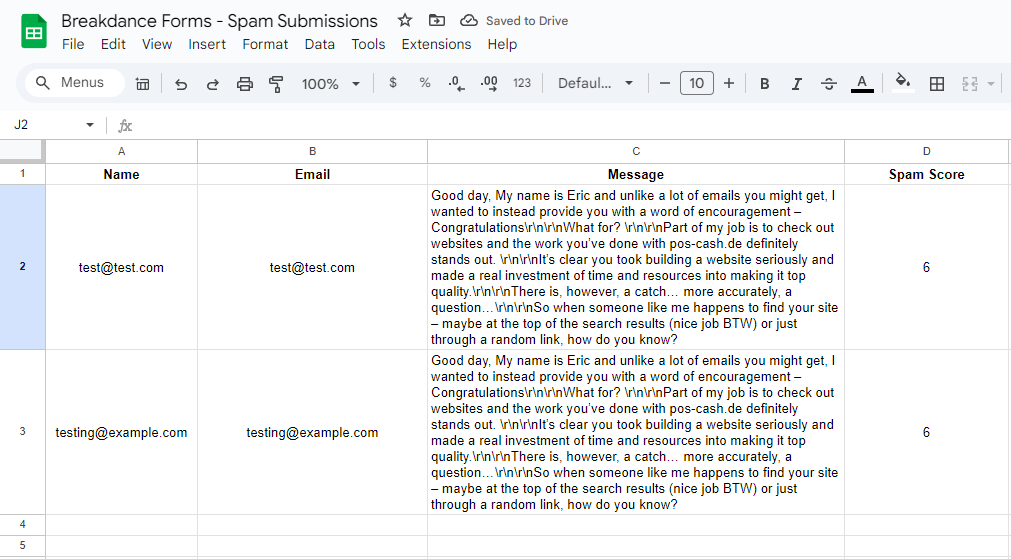 Breakdance Forms - Spam Submissions
Saved to Drive
File Edit View Insert Format Data Tools Extensions Help
Menus 100% $ % .0 .00 123 Defaul... 10 B I A
J2 fx
A B C D
1 Name Email Message Spam Score
2 test@test.com test@test.com 6
Good day, My name is Eric and unlike a lot of emails you might get, I
wanted to instead provide you with a word of encouragement –
Congratulations\r\n\r\nWhat for? \r\n\r\nPart of my job is to check out
websites and the work you’ve done with pos-cash.de definitely
stands out. \r\n\r\nIt’s clear you took building a website seriously and
made a real investment of time and resources into making it top
quality.\r\n\r\nThere is, however, a catch… more accurately, a
question…\r\n\r\nSo when someone like me happens to find your site
– maybe at the top of the search results (nice job BTW) or just
through a random link, how do you know?
3 testing@example.com testing@example.com 6
Good day, My name is Eric and unlike a lot of emails you might get, I
wanted to instead provide you with a word of encouragement –
Congratulations\r\n\r\nWhat for? \r\n\r\nPart of my job is to check out
websites and the work you’ve done with pos-cash.de definitely
stands out. \r\n\r\nIt’s clear you took building a website seriously and
made a real investment of time and resources into making it top
quality.\r\n\r\nThere is, however, a catch… more accurately, a
question…\r\n\r\nSo when someone like me happens to find your site
– maybe at the top of the search results (nice job BTW) or just
through a random link, how do you know?
4
5